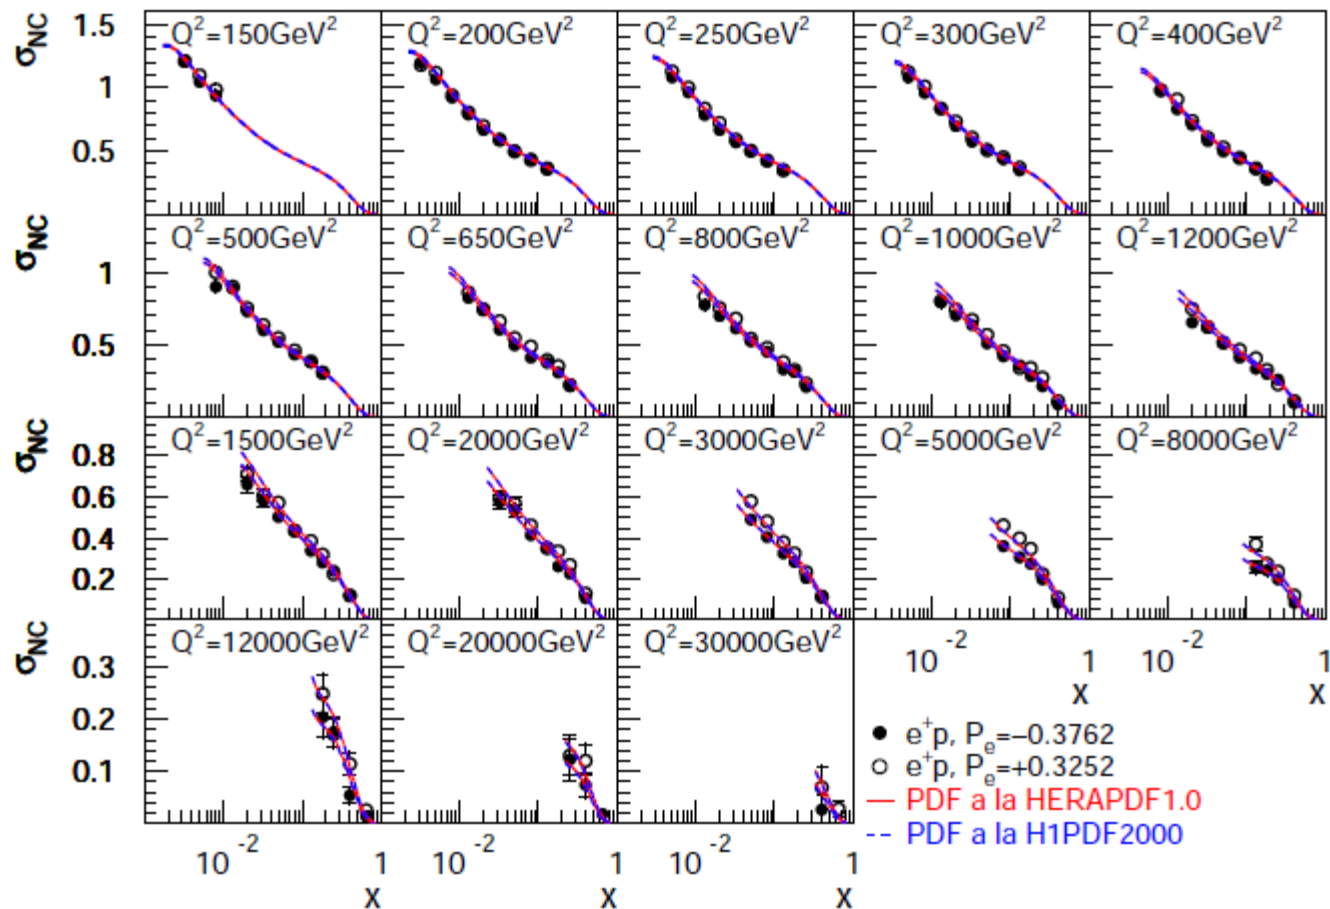 σNC
1.5
1
0.5
Q²=150GeV²
Q²=200GeV²
Q²=250GeV²
Q²=300GeV²
Q²=400GeV²
σNC
1
0.5
Q²=500GeV²
Q²=650GeV²
Q²=800GeV²
Q²=1000GeV²
Q²=1200GeV²
σNC
0.8
0.6
0.4
0.2
Q²=1500GeV²
Q²=2000GeV²
Q²=3000GeV²
Q²=5000GeV²
Q²=8000GeV²
σNC
0.3
0.2
0.1
Q²=12000GeV²
Q²=20000GeV²
Q²=30000GeV²
10⁻² 1
x
10⁻² 1
x
e⁺p, Pe=−0.3762
e⁺p, Pe=+0.3252
PDF a la HERAPDF1.0
PDF a la H1PDF2000
10⁻² 1
x
10⁻² 1
x
10⁻² 1
x